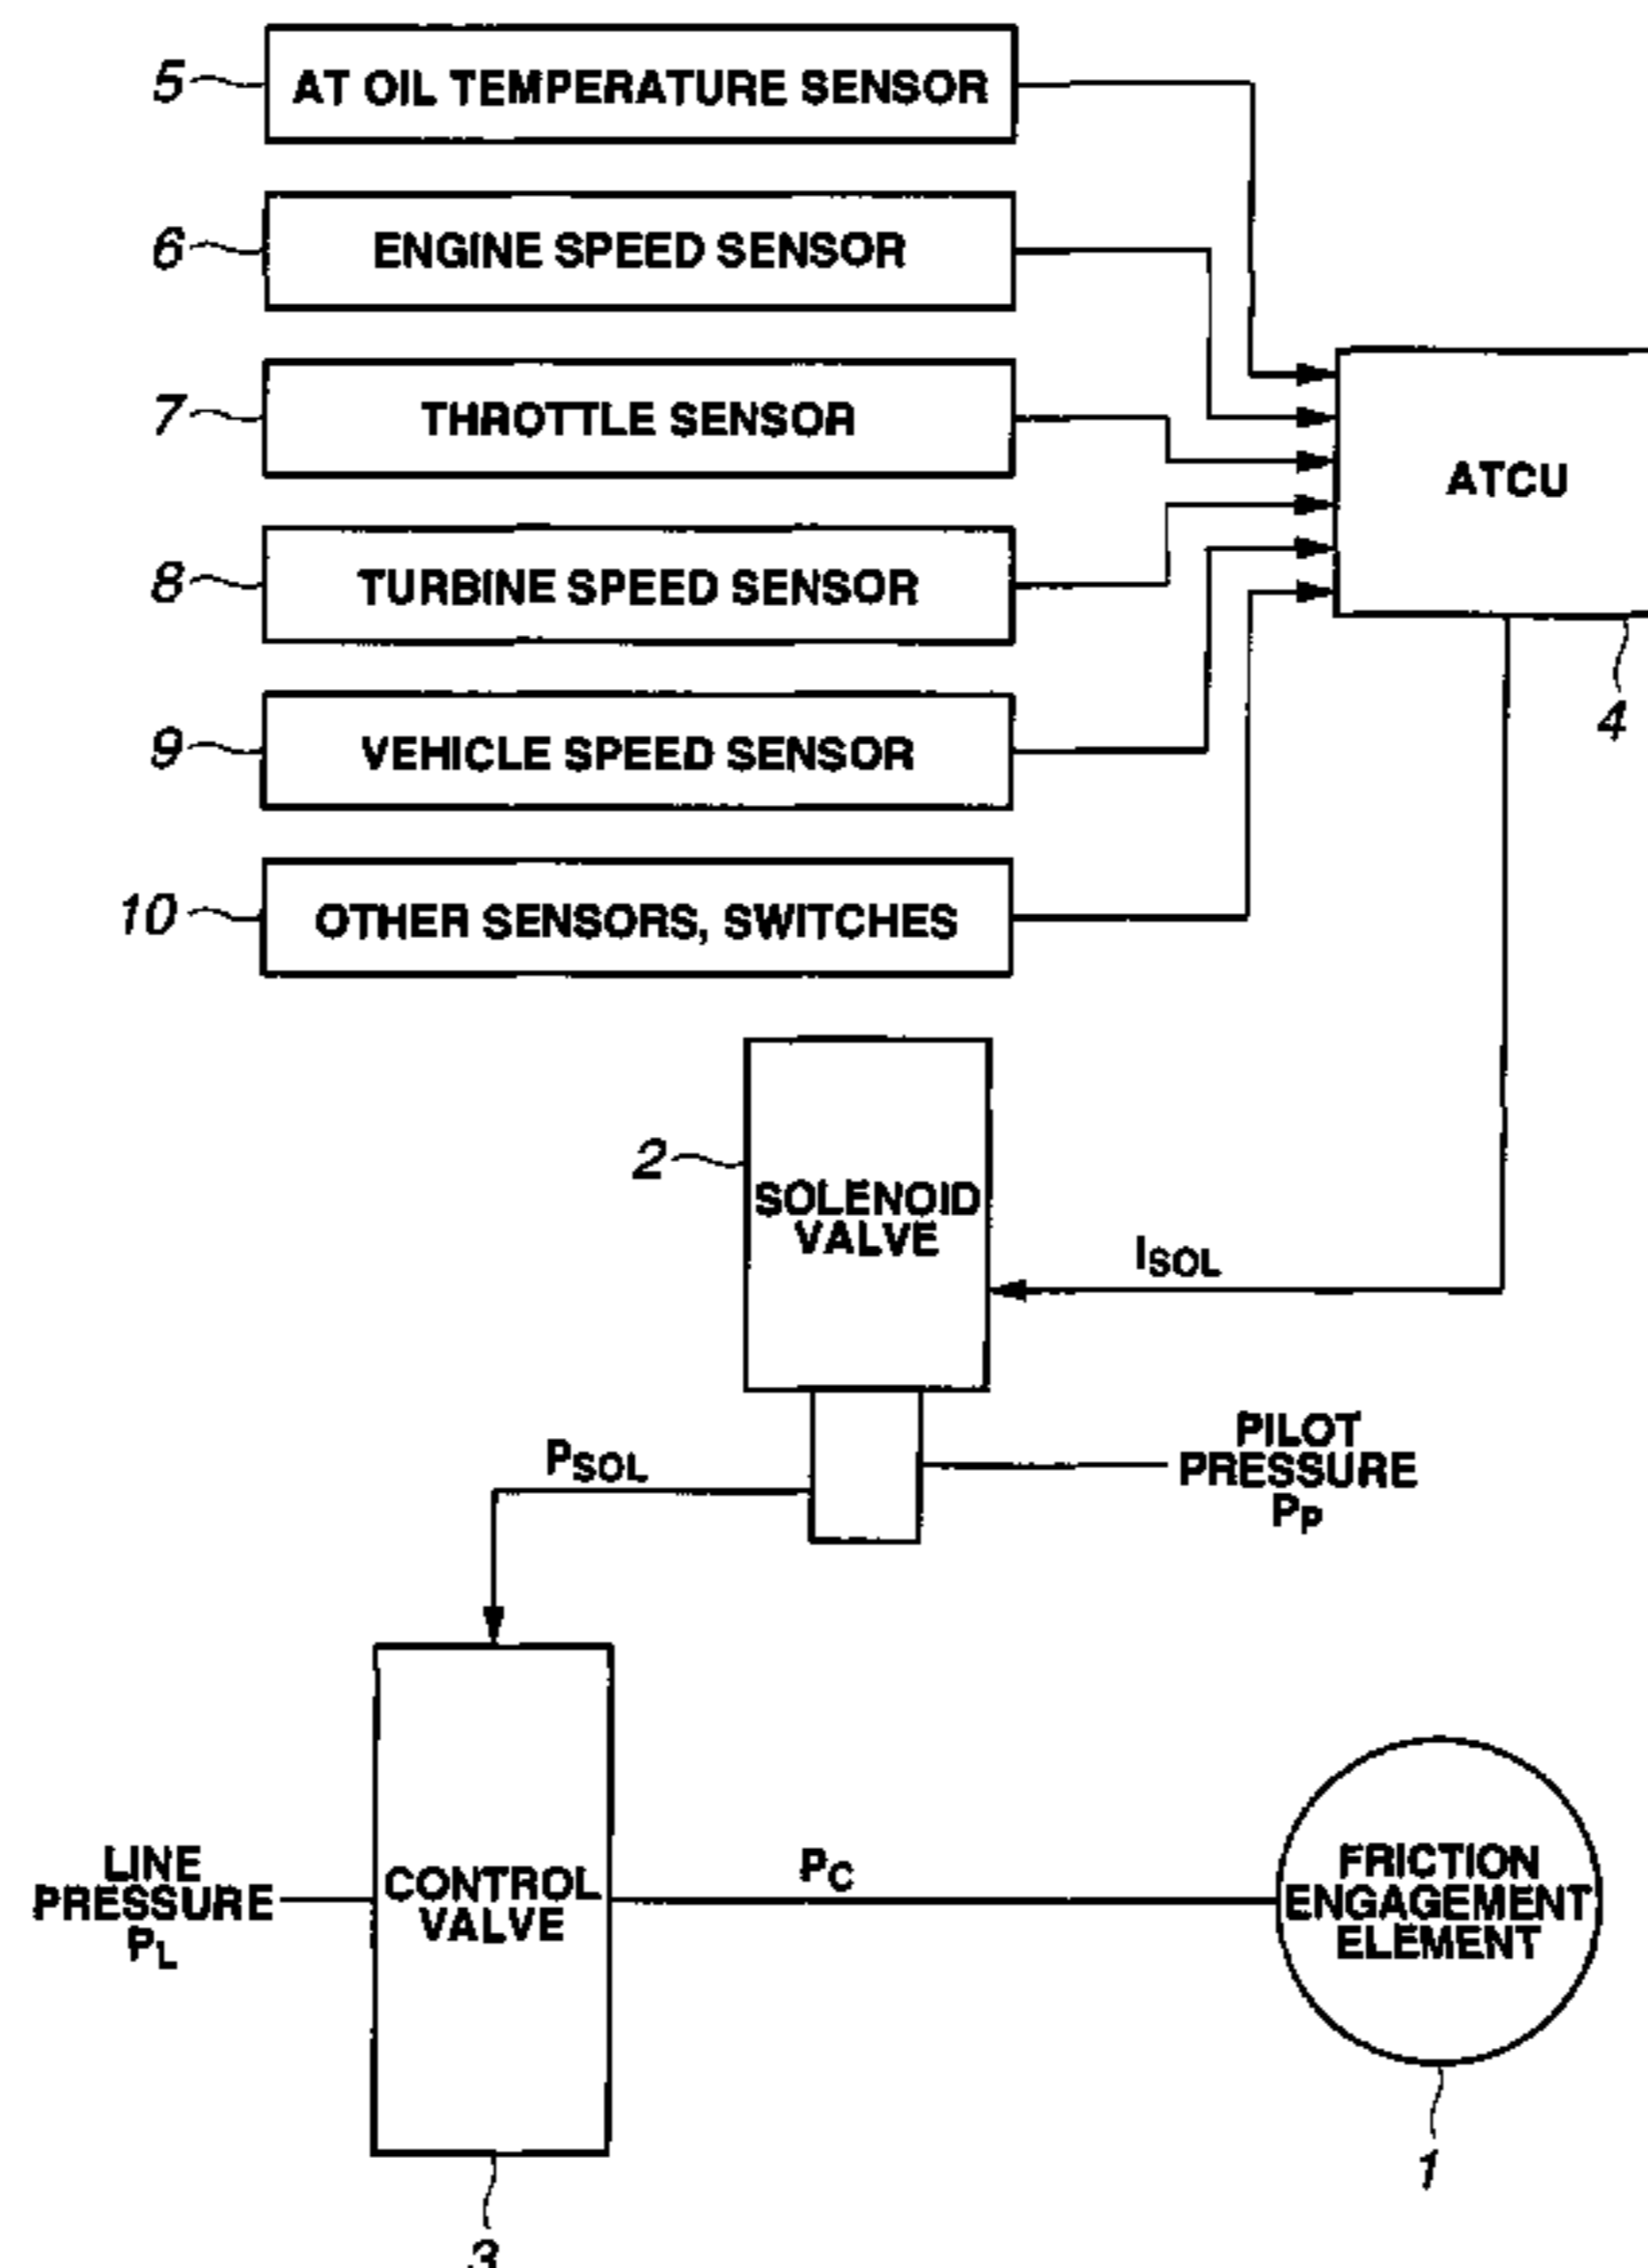 5
AT OIL TEMPERATURE SENSOR
6
ENGINE SPEED SENSOR
7
THROTTLE SENSOR
ATCU
8
TURBINE SPEED SENSOR
4
9
VEHICLE SPEED SENSOR
10
OTHER SENSORS, SWITCHES
2
SOLENOID
VALVE
ISOL
PSOL
PILOT
PRESSURE
PP
LINE
PRESSURE
PL
CONTROL
VALVE
PC
FRICTION
ENGAGEMENT
ELEMENT
1
3